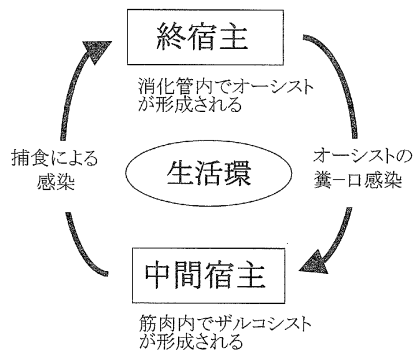 終宿主
消化管内でオーシスト
が形成される
捕食による
感染
生活環
オーシストの
糞－口感染
中間宿主
筋肉内でザルコシスト
が形成される